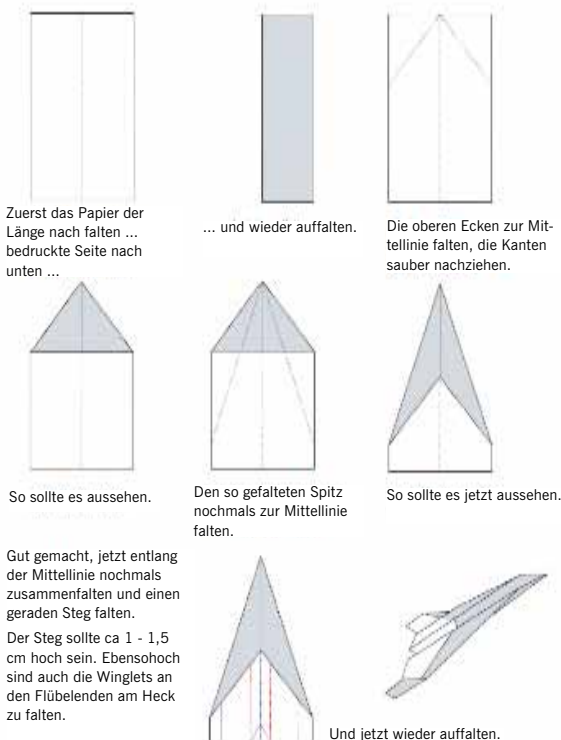 Zuerst das Papier der
Länge nach falten ...
bedruckte Seite nach
unten ...
... und wieder auffalten.
Die oberen Ecken zur Mit-
tellinie falten, die Kanten
sauber nachziehen.
So sollte es aussehen.
Den so gefalteten Spitz
nochmals zur Mittellinie
falten.
So sollte es jetzt aussehen.
Gut gemacht, jetzt entlang
der Mittellinie nochmals
zusammenfalten und einen
geraden Steg falten.
Der Steg sollte ca 1 - 1,5
cm hoch sein. Ebensohoch
sind auch die Winglets an
den Flübelenden am Heck
zu falten.
Und jetzt wieder auffalten.